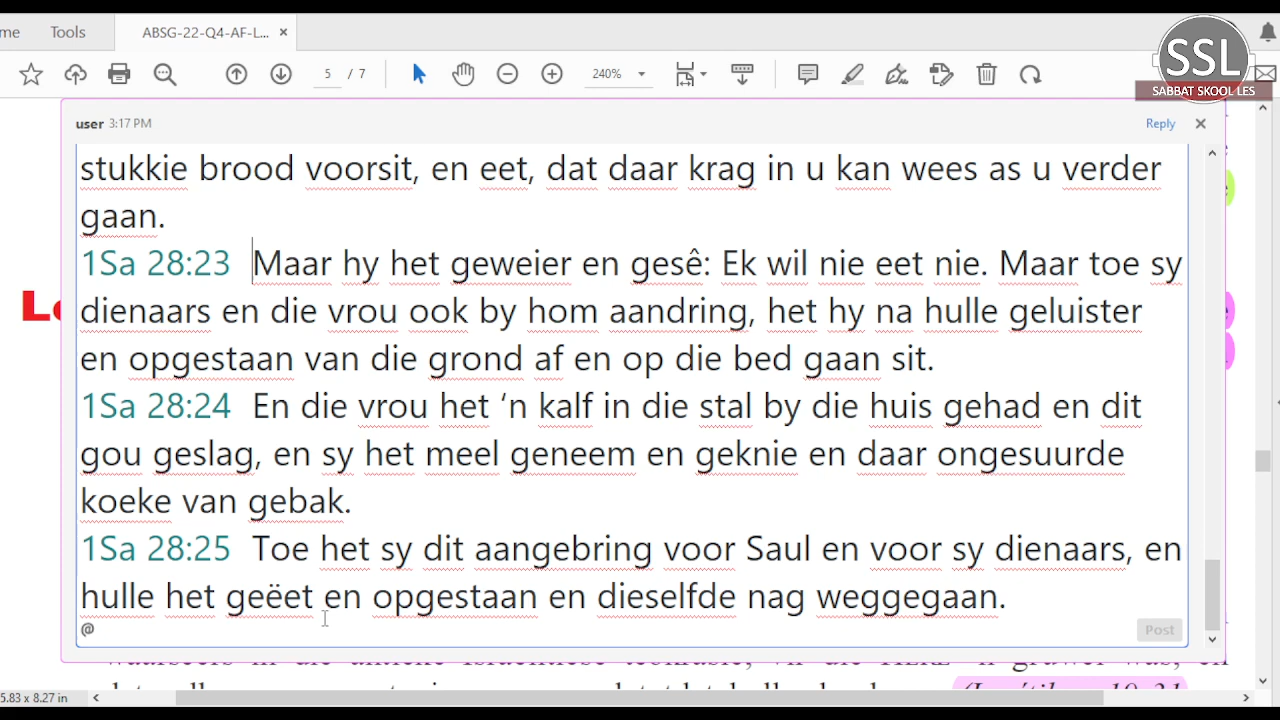 me Tools ABSG-22-Q4-AF-L... ×
SSL
SABBAT SKOOL LES
5 / 7 240%
user 3:17 PM Reply
stukkie brood voorsit, en eet, dat daar krag in u kan wees as u verder
gaan.
1Sa 28:23 Maar hy het geweier en gesê: Ek wil nie eet nie. Maar toe sy
dienaars en die vrou ook by hom aandring, het hy na hulle geluister
en opgestaan van die grond af en op die bed gaan sit.
1Sa 28:24 En die vrou het ‘n kalf in die stal by die huis gehad en dit
gou geslag, en sy het meel geneem en geknie en daar ongesuurde
koeke van gebak.
1Sa 28:25 Toe het sy dit aangebring voor Saul en voor sy dienaars, en
hulle het geëet en opgestaan en dieselfde nag weggegaan.
@ Post
5.83 x 8.27 in